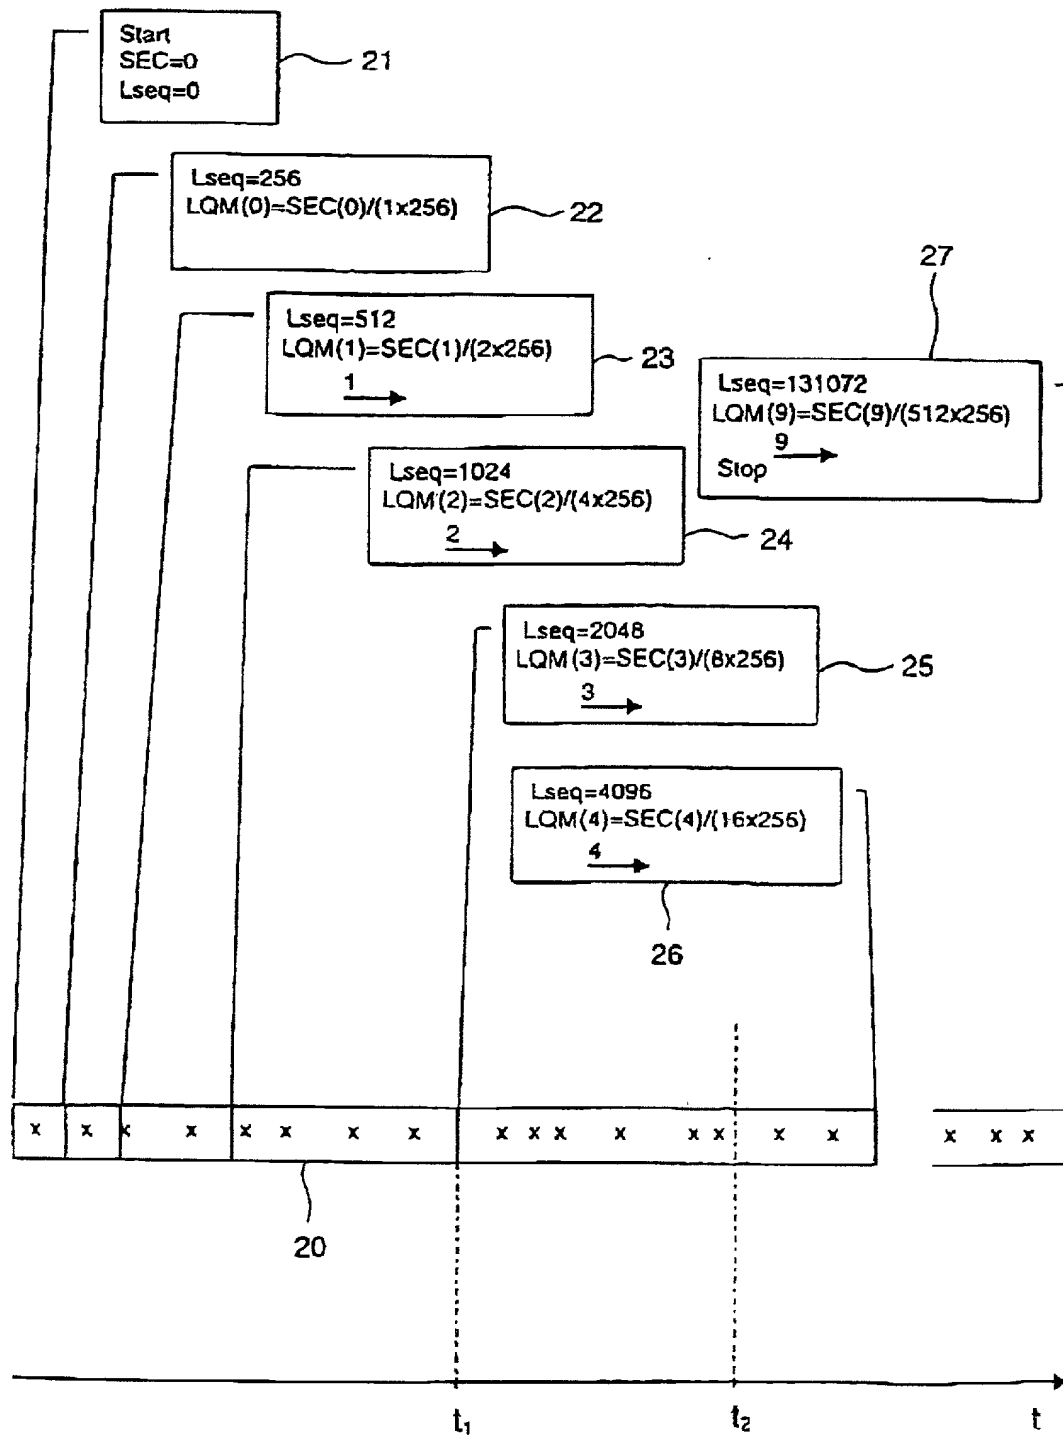 Start
SEC=0
Lseq=0
21
Lseq=256
LQM(0)=SEC(0)/(1x256)
22
Lseq=512
LQM(1)=SEC(1)/(2x256)
1
23
27
Lseq=131072
LQM(9)=SEC(9)/(512x256)
9
Stop
Lseq=1024
LQM(2)=SEC(2)/(4x256)
2
24
Lseq=2048
LQM(3)=SEC(3)/(8x256)
3
25
Lseq=4096
LQM(4)=SEC(4)/(16x256)
4
26
x x x x x x x x x x x x x x x x x x x
20
t₁ t₂ t